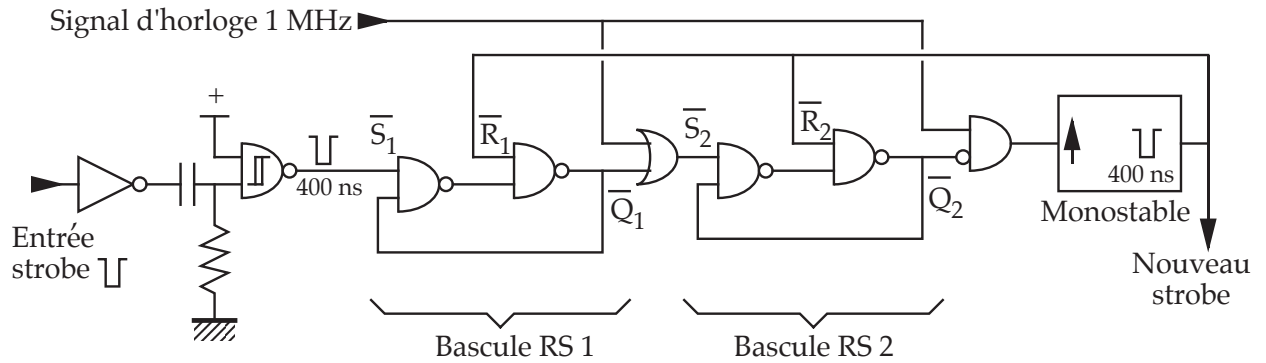 Signal d'horloge 1 MHz
+
S̅₁
R̅₁
S̅₂
R̅₂
400 ns
Q̅₁
Q̅₂
400 ns
Monostable
Entrée
strobe
Nouveau
strobe
Bascule RS 1
Bascule RS 2